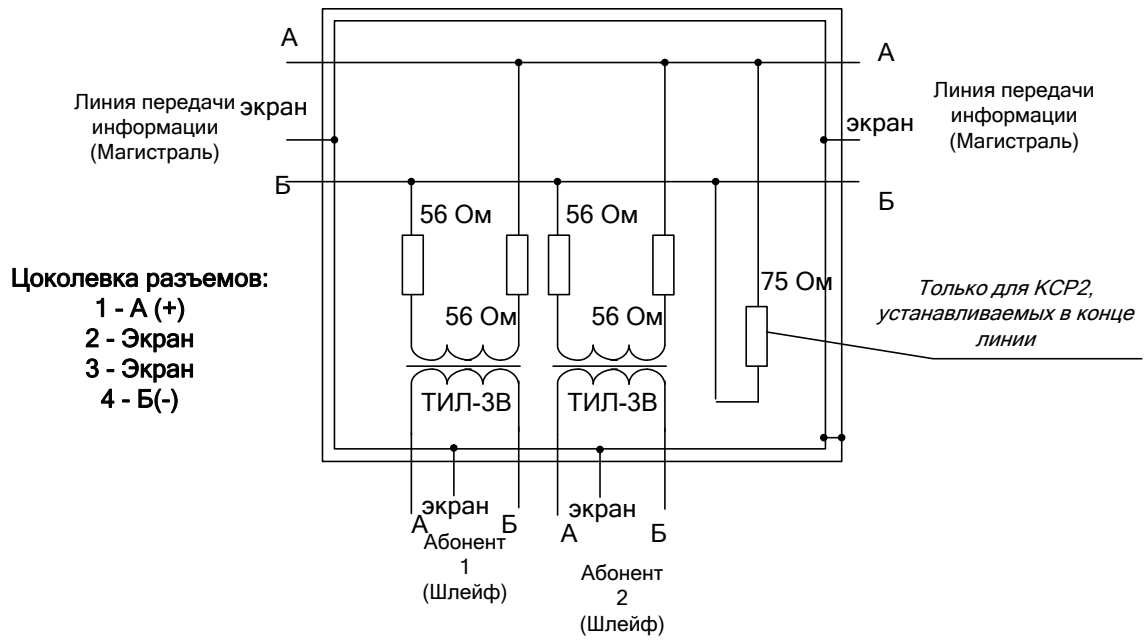 А
А
Линия передачи
информации
(Магистраль)
экран
экран
Линия передачи
информации
(Магистраль)
Б
Б
56 Ом
56 Ом
Цоколевка разъемов:
1 - А (+)
2 - Экран
3 - Экран
4 - Б(-)
75 Ом
Только для КСР2,
устанавливаемых в конце
линии
56 Ом
56 Ом
ТИЛ-3В
ТИЛ-3В
экран
экран
А
Б
А
Б
Абонент
1
(Шлейф)
Абонент
2
(Шлейф)